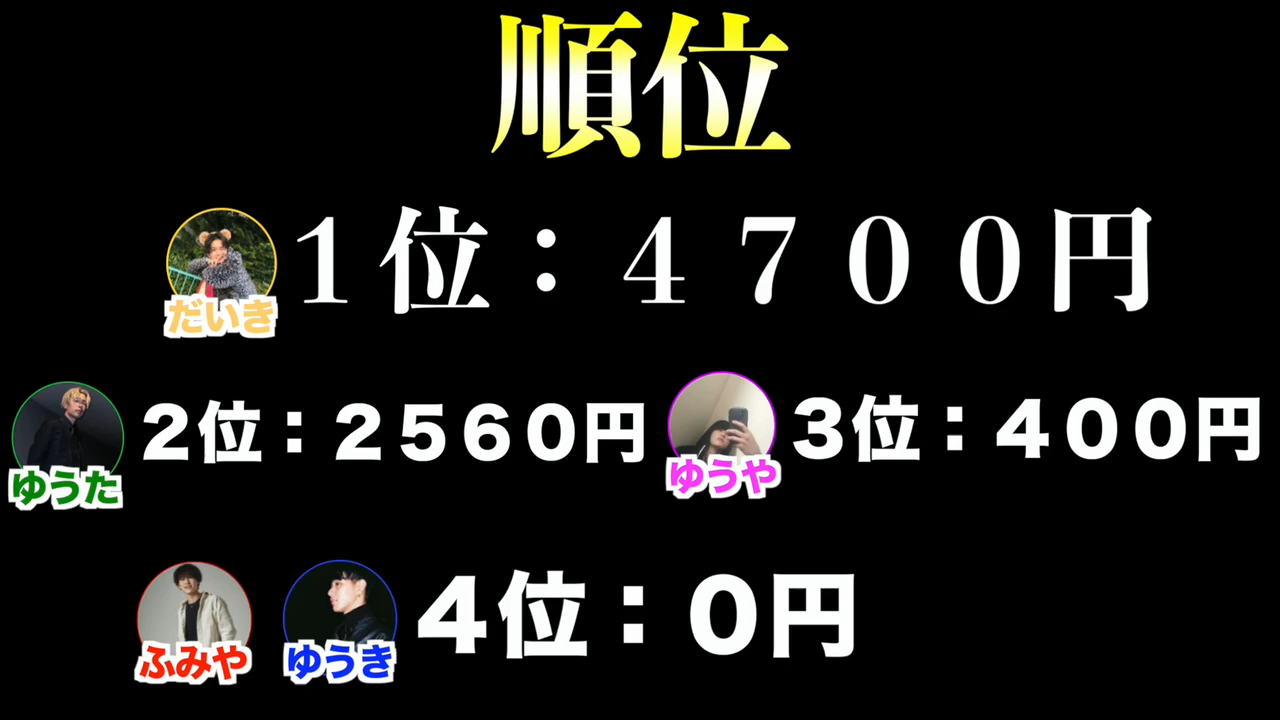 順位
だいき
1位：４７００円
ゆうた
2位：2560円
ゆうや
3位：400円
ふみや
ゆうき
4位：0円